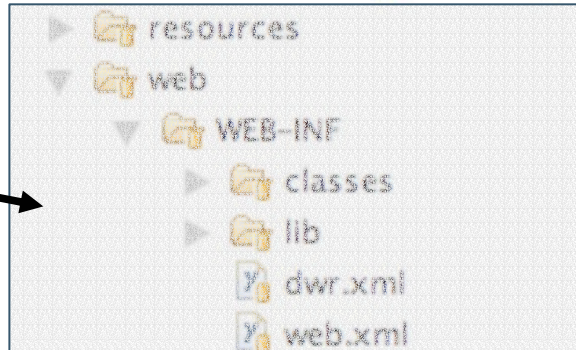 resources
web
WEB-INF
classes
lib
dwr.xml
web.xml